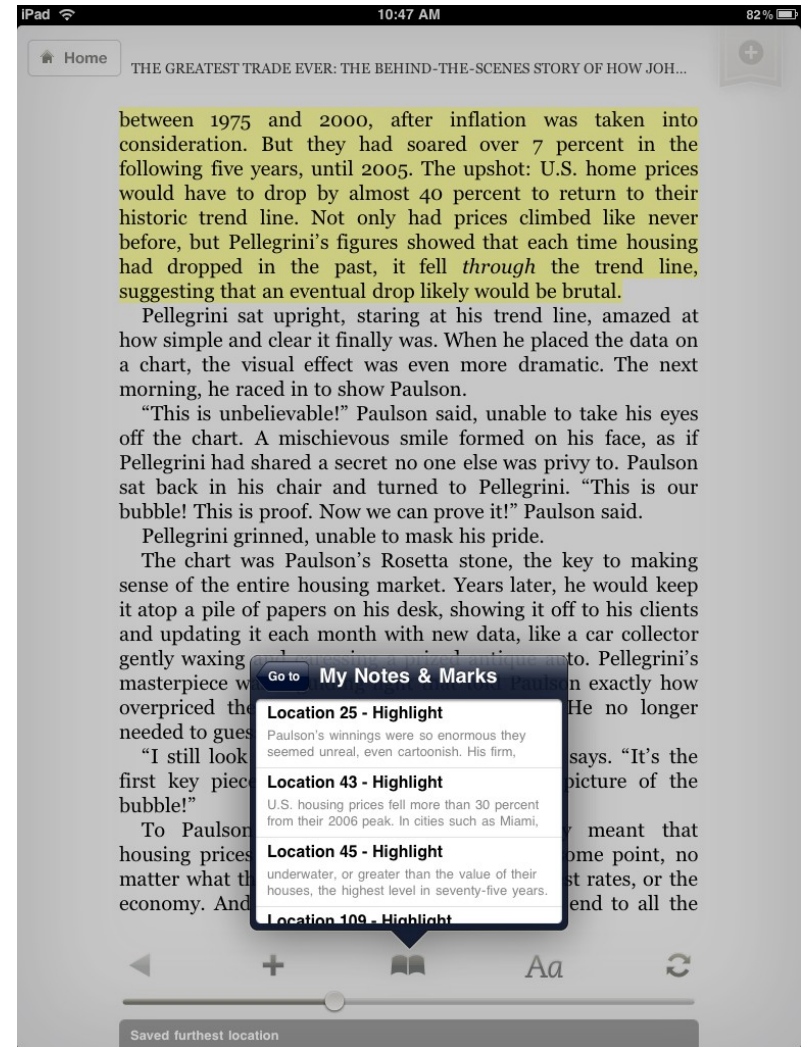 iPad
10:47 AM
82%
Home
THE GREATEST TRADE EVER: THE BEHIND-THE-SCENES STORY OF HOW JOH...
between 1975 and 2000, after inflation was taken into
consideration. But they had soared over 7 percent in the
following five years, until 2005. The upshot: U.S. home prices
would have to drop by almost 40 percent to return to their
historic trend line. Not only had prices climbed like never
before, but Pellegrini’s figures showed that each time housing
had dropped in the past, it fell through the trend line,
suggesting that an eventual drop likely would be brutal.
Pellegrini sat upright, staring at his trend line, amazed at
how simple and clear it finally was. When he placed the data on
a chart, the visual effect was even more dramatic. The next
morning, he raced in to show Paulson.
“This is unbelievable!” Paulson said, unable to take his eyes
off the chart. A mischievous smile formed on his face, as if
Pellegrini had shared a secret no one else was privy to. Paulson
sat back in his chair and turned to Pellegrini. “This is our
bubble! This is proof. Now we can prove it!” Paulson said.
Pellegrini grinned, unable to mask his pride.
The chart was Paulson’s Rosetta stone, the key to making
sense of the entire housing market. Years later, he would keep
it atop a pile of papers on his desk, showing it off to his clients
and updating it each month with new data, like a car collector
gently waxing and caressing a prized antique auto. Pellegrini’s
masterpiece Paulson exactly how
overpriced the He no longer
needed to
“I still look says. “It’s the
first key picture of the
bubble!”
To Paulson meant that
housing prices point, no
matter what rates, or the
economy. And to all the
Go to
My Notes & Marks
Location 25 - Highlight
Paulson's winnings were so enormous they
seemed unreal, even cartoonish. His firm,
Location 43 - Highlight
U.S. housing prices fell more than 30 percent
from their 2006 peak. In cities such as Miami,
Location 45 - Highlight
underwater, or greater than the value of their
houses, the highest level in seventy-five years.
Location 109 - Highlight
Aa
Saved furthest location